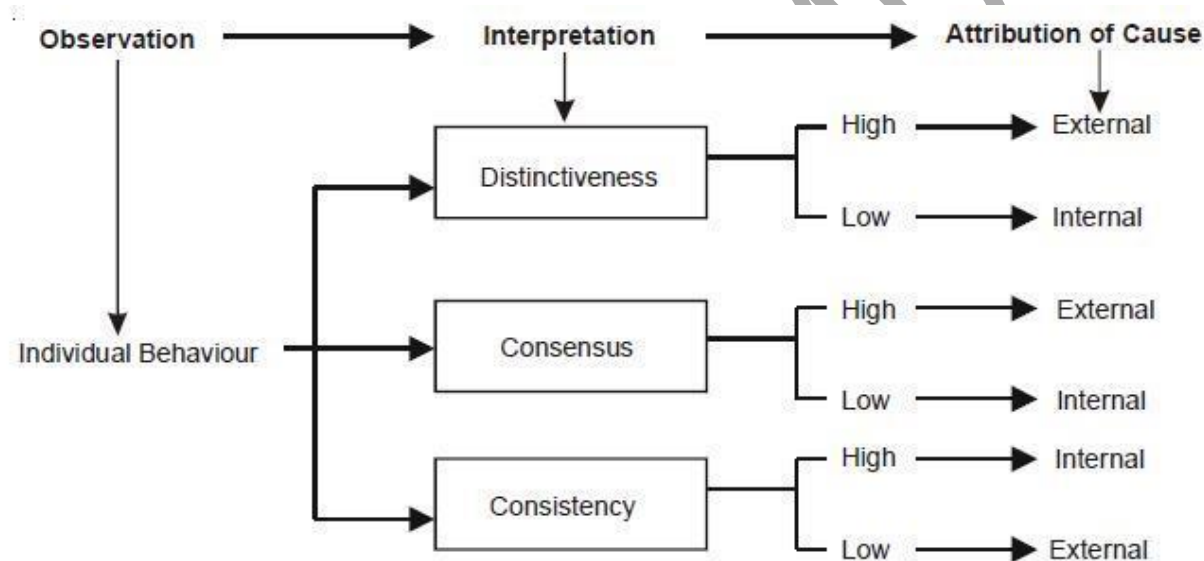 Observation
Interpretation
Attribution of Cause
High
External
Distinctiveness
Low
Internal
High
External
Individual Behaviour
Consensus
Low
Internal
High
Internal
Consistency
Low
External